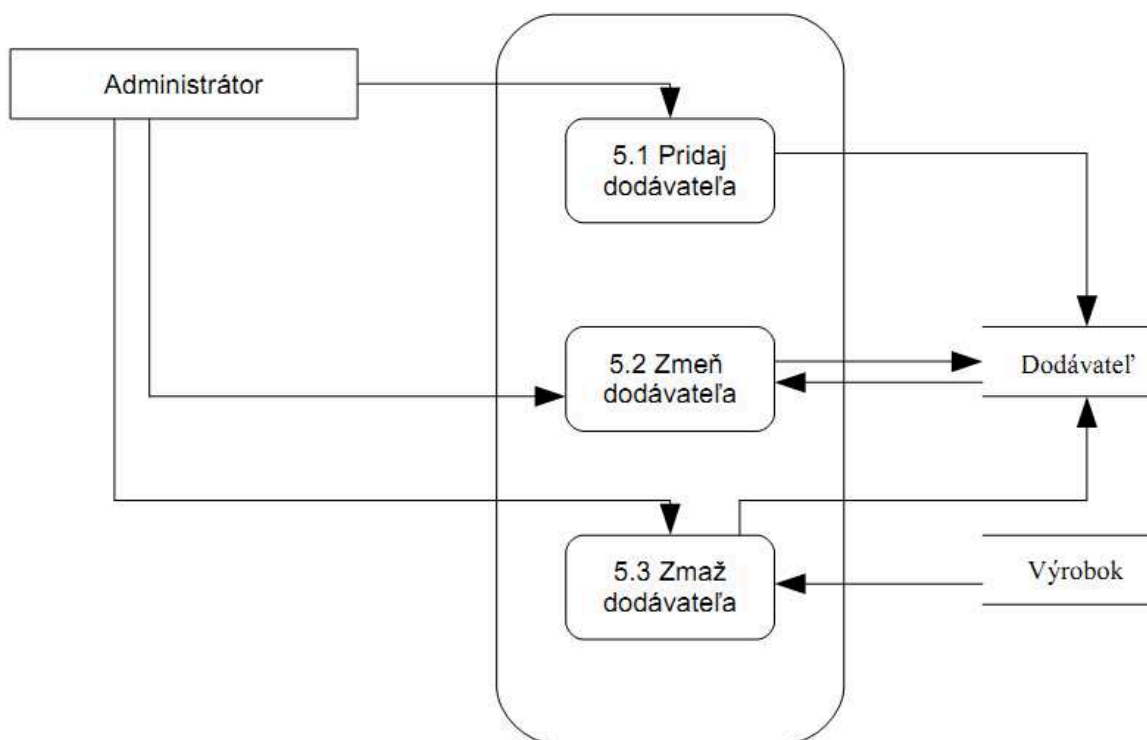 Administrátor
5.1 Pridaj
dodávateľa
5.2 Zmeň
dodávateľa
Dodávateľ
5.3 Zmaž
dodávateľa
Výrobok